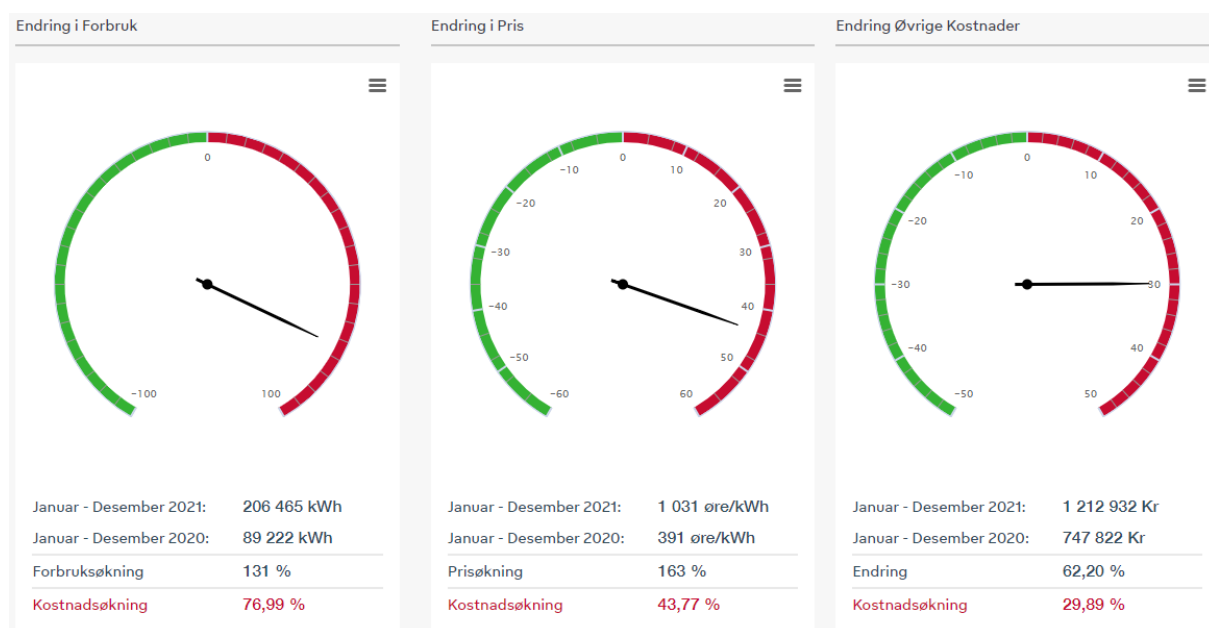 Endring i Forbruk
0
-100
100
Januar - Desember 2021: 206 465 kWh
Januar - Desember 2020: 89 222 kWh
Forbruksøkning 131 %
Kostnadsøkning 76,99 %
Endring i Pris
0
-10
10
-20
20
-30
30
-40
40
-50
50
-60
60
Januar - Desember 2021: 1 031 øre/kWh
Januar - Desember 2020: 391 øre/kWh
Prisøkning 163 %
Kostnadsøkning 43,77 %
Endring Øvrige Kostnader
0
-10
10
-20
20
-30
30
-40
40
-50
50
Januar - Desember 2021: 1 212 932 Kr
Januar - Desember 2020: 747 822 Kr
Endring 62,20 %
Kostnadsøkning 29,89 %